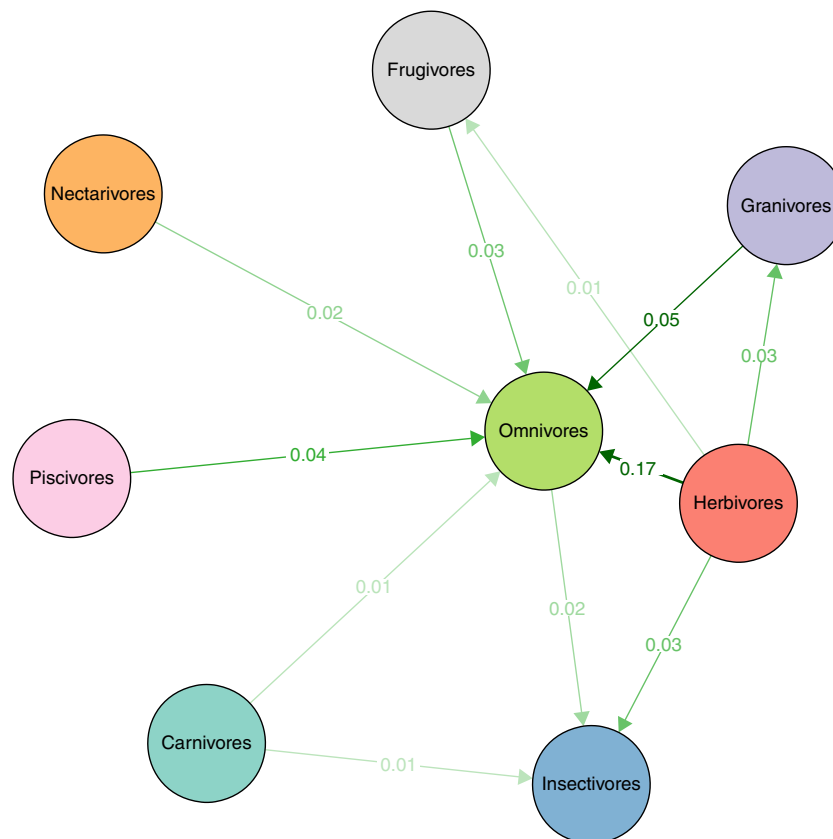 Frugivores
Nectarivores
Granivores
0.03
0.01
0.02
0.05
0.03
Omnivores
0.04
0.17
Piscivores
Herbivores
0.01
0.02
0.03
Carnivores
0.01
Insectivores